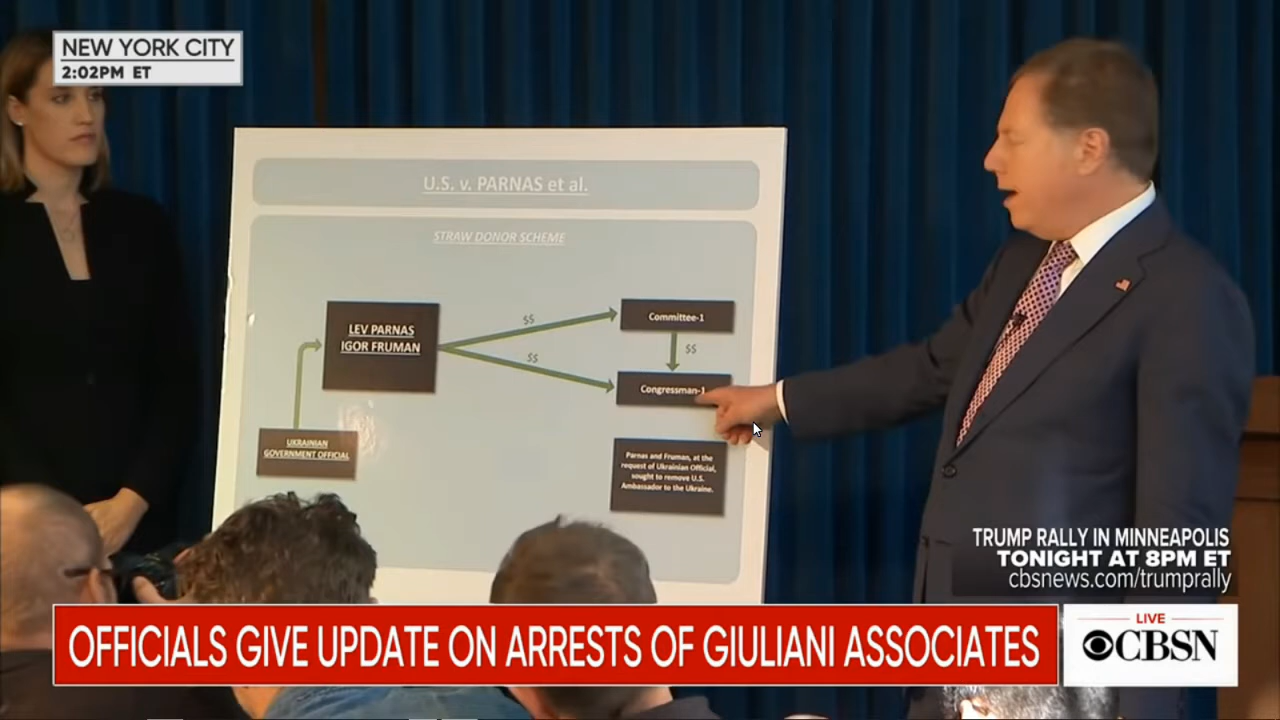 NEW YORK CITY
2:02PM ET
U.S. v. PARNAS et al.
STRAW DONOR SCHEME
LEV PARNAS
IGOR FRUMAN
$$
$$
Committee-1
$$
Congressman-1
UKRAINIAN
GOVERNMENT OFFICIAL
Parnas and Fruman, at the
request of Ukrainian Official,
sought to remove U.S.
Ambassador to the Ukraine.
TRUMP RALLY IN MINNEAPOLIS
TONIGHT AT 8PM ET
cbsnews.com/trumprally
OFFICIALS GIVE UPDATE ON ARRESTS OF GIULIANI ASSOCIATES
LIVE
CBSN